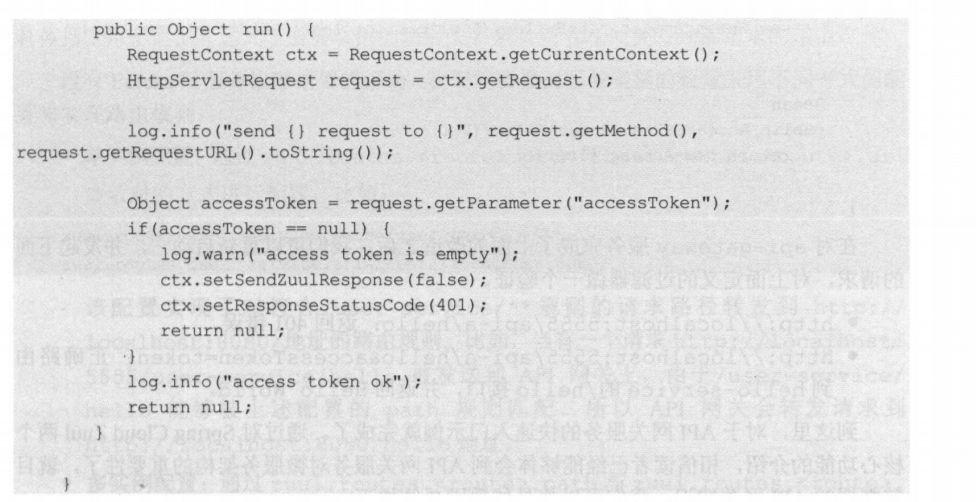 public Object run() {
RequestContext ctx = RequestContext.getCurrentContext();
HttpServletRequest request = ctx.getRequest();
log.info("send {} request to {}", request.getMethod(),
request.getRequestURL().toString());
Object accessToken = request.getParameter("accessToken");
if(accessToken == null) {
log.warn("access token is empty");
ctx.setSendZuulResponse(false);
ctx.setResponseStatusCode(401);
return null;
}
log.info("access token ok");
return null;
}
}